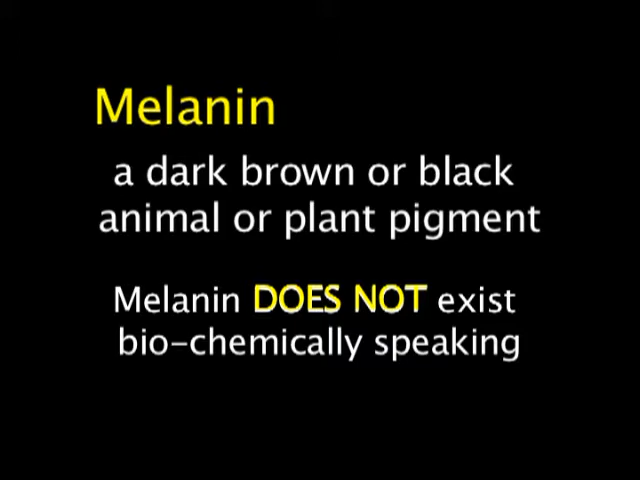 Melanin
a dark brown or black
animal or plant pigment
Melanin DOES NOT exist
bio-chemically speaking